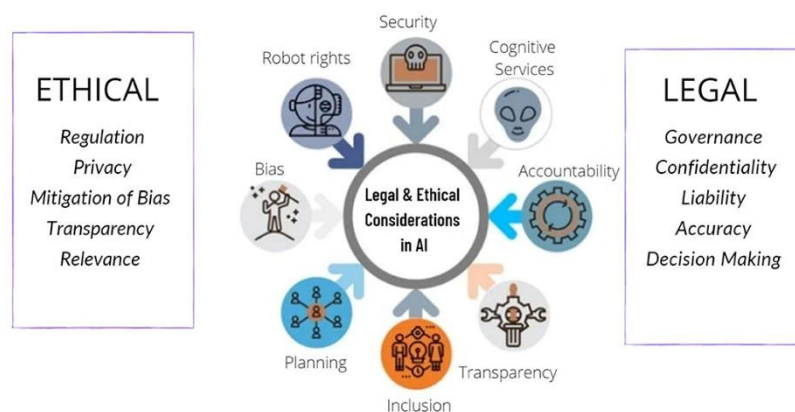 ETHICAL
Regulation
Privacy
Mitigation of Bias
Transparency
Relevance
Security
Robot rights
Cognitive
Services
Bias
Accountability
Legal & Ethical
Considerations
in AI
Planning
Transparency
Inclusion
LEGAL
Governance
Confidentiality
Liability
Accuracy
Decision Making